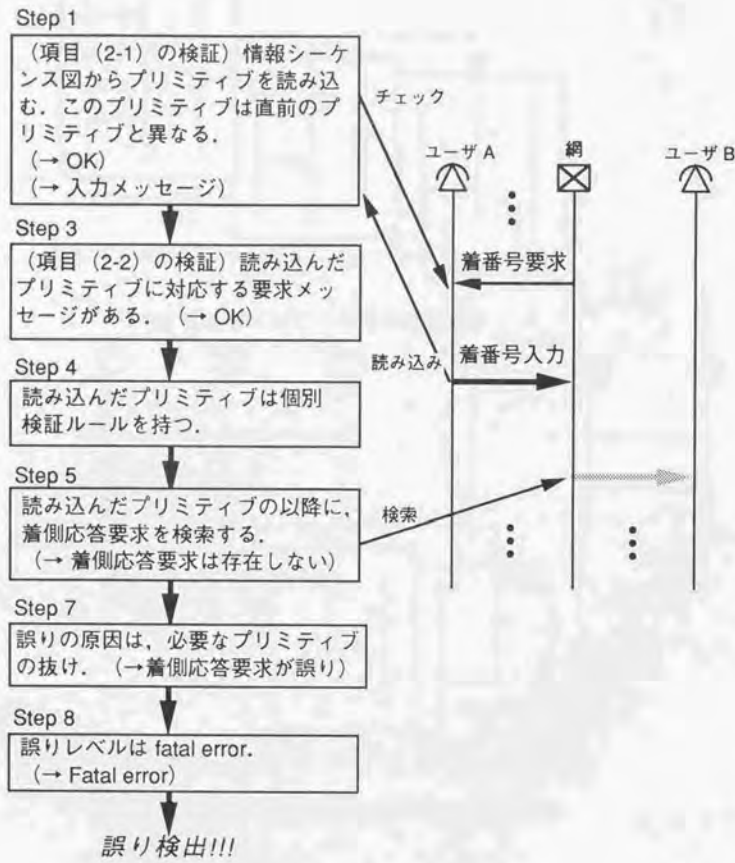 Step 1
(項目 (2-1) の検証) 情報シーケ
ンス図からプリミティブを読み込
む．このプリミティブは直前のプ
リミティブと異なる．
(→ OK)
(→ 入力メッセージ)
Step 3
(項目 (2-2) の検証) 読み込んだ
プリミティブに対応する要求メッ
セージがある． (→ OK)
Step 4
読み込んだプリミティブは個別
検証ルールを持つ．
Step 5
読み込んだプリミティブの以降に，
着側応答要求を検索する．
(→ 着側応答要求は存在しない)
Step 7
誤りの原因は，必要なプリミティブ
の抜け． (→着側応答要求が誤り)
Step 8
誤りレベルは fatal error．
(→ Fatal error)
誤り検出!!!
チェック
読み込み
検索
ユーザ A
網
ユーザ B
着番号要求
着番号入力